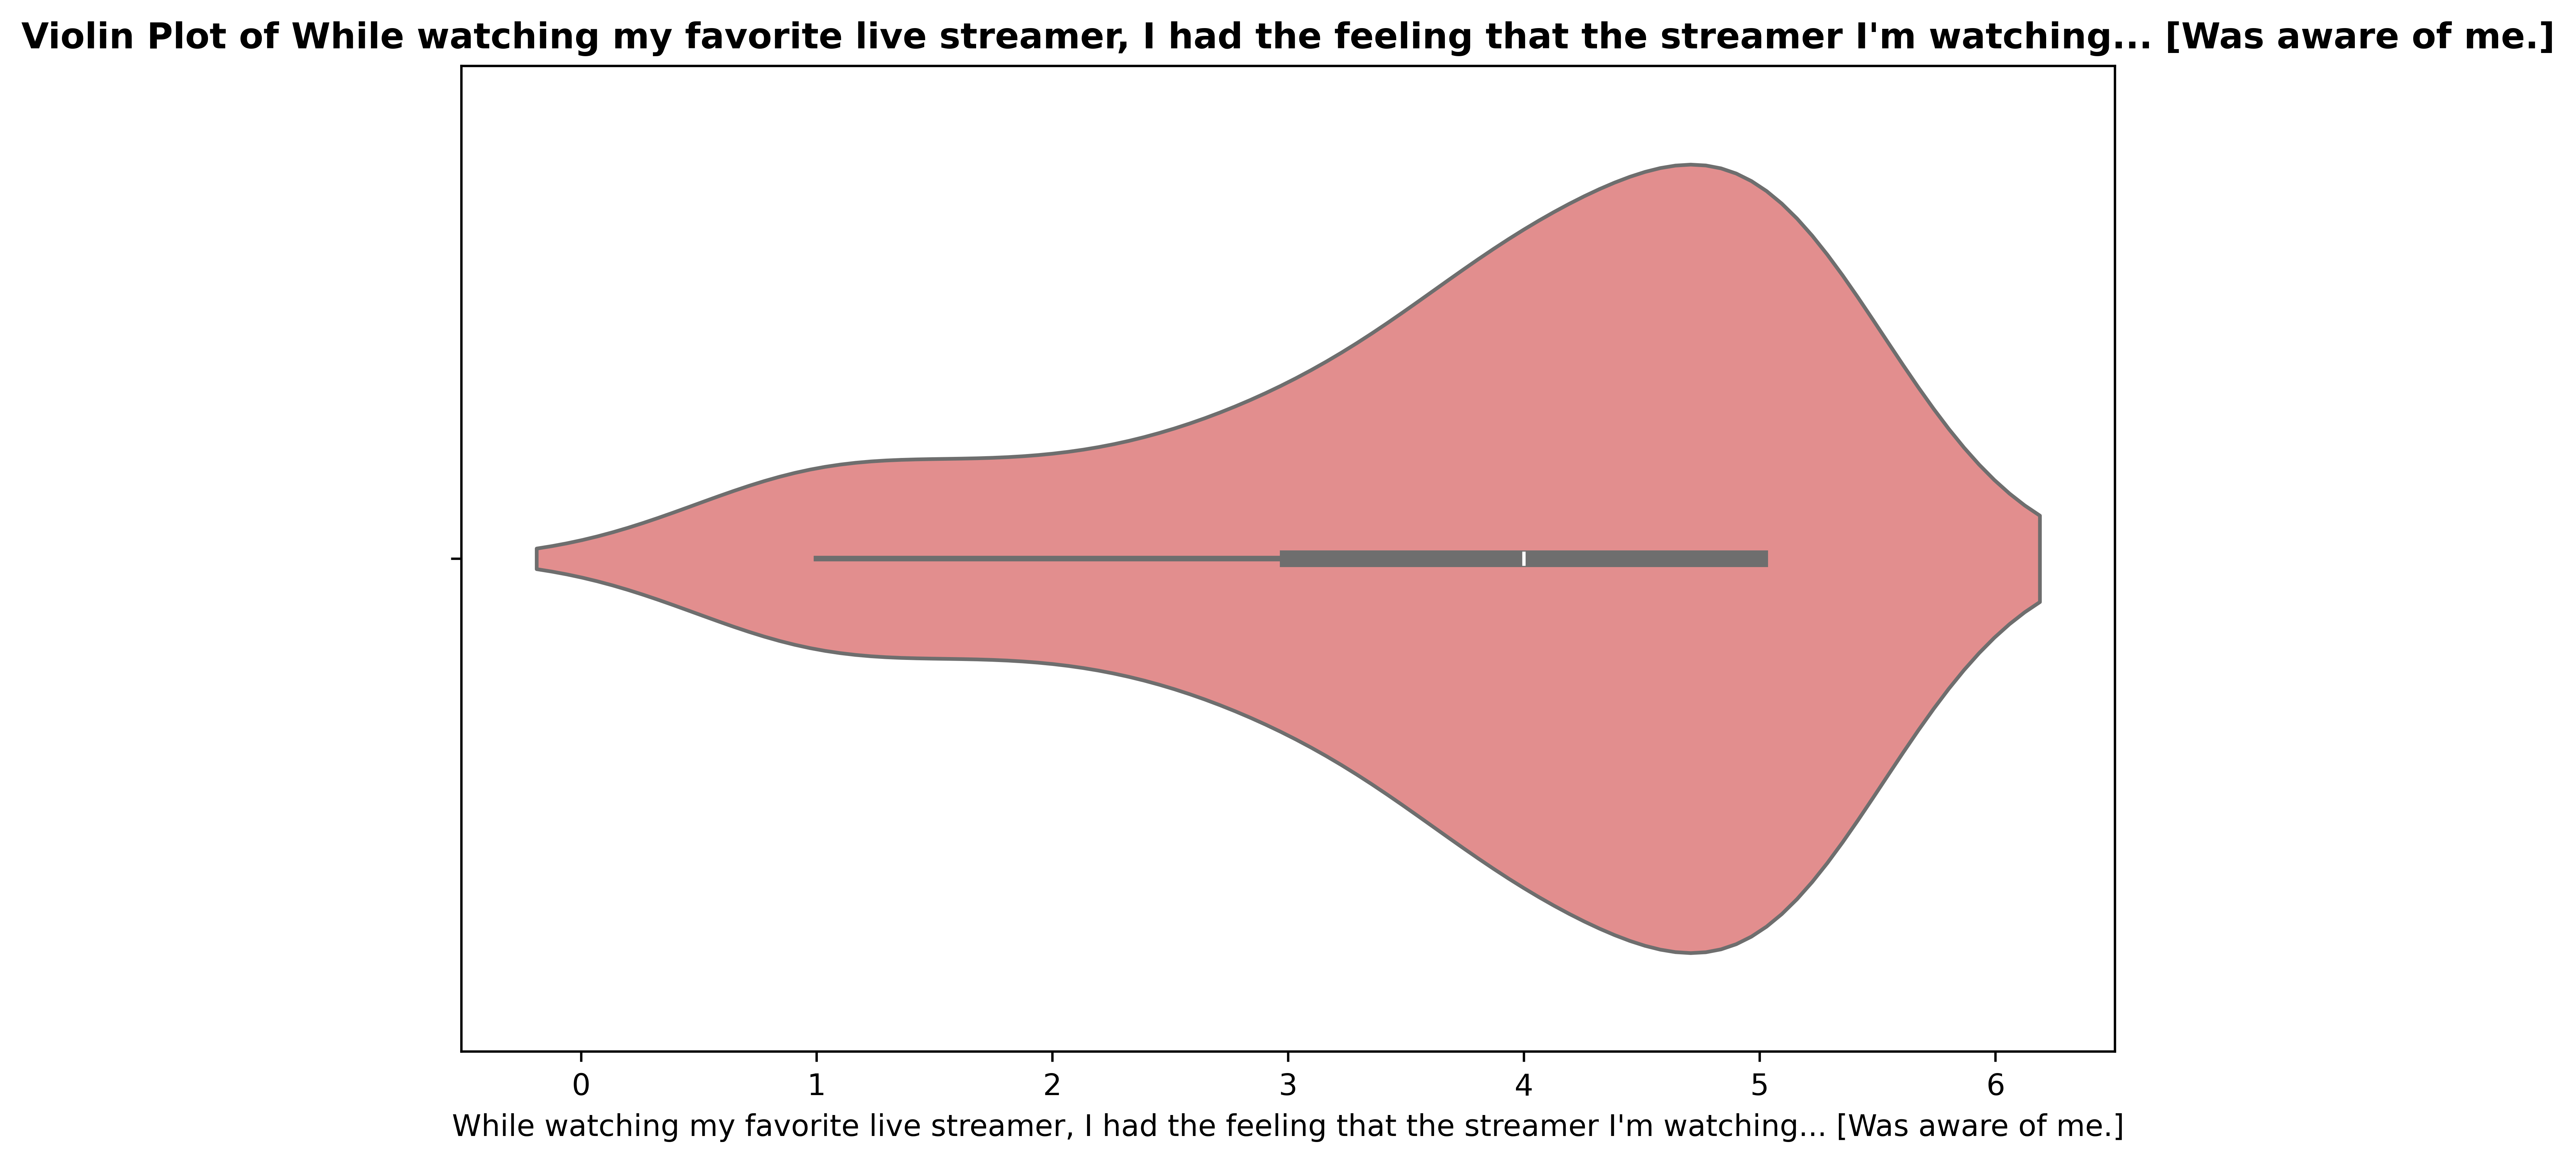 Violin Plot of While watching my favorite live streamer, I had the feeling that the streamer I'm watching... [Was aware of me.]
0 1 2 3 4 5 6
While watching my favorite live streamer, I had the feeling that the streamer I'm watching... [Was aware of me.]